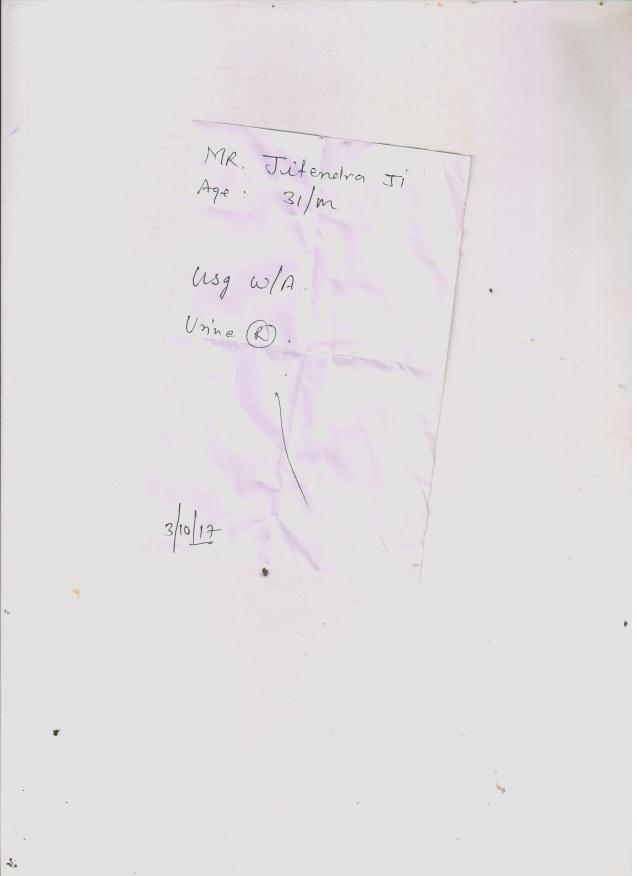 MR. Jitendra Ji
Age : 31/m
Usg W/A.
Urine (R).
3/10/17